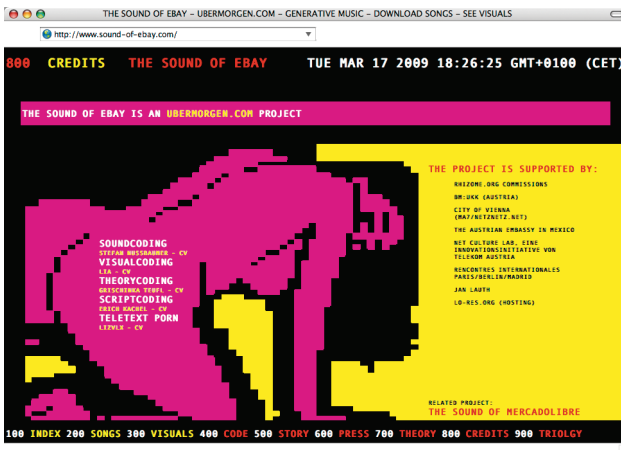 THE SOUND OF EBAY – UBERMORGEN.COM – GENERATIVE MUSIC – DOWNLOAD SONGS – SEE VISUALS
http://www.sound-of-ebay.com/
800 CREDITS THE SOUND OF EBAY TUE MAR 17 2009 18:26:25 GMT+0100 (CET)
THE SOUND OF EBAY IS AN UBERMORGEN.COM PROJECT
SOUNDCODING
STEFAN NUSSBAUMER - CV
VISUALCODING
LIA - CV
THEORYCODING
GRISCHINKA TEUFL - CV
SCRIPTCODING
ERICH KACHEL - CV
TELETEXT PORN
LIZVLX - CV
THE PROJECT IS SUPPORTED BY:
RHIZOME.ORG COMMISSIONS
BM:UKK (AUSTRIA)
CITY OF VIENNA
(MA7/NETZNETZ.NET)
THE AUSTRIAN EMBASSY IN MEXICO
NET CULTURE LAB, EINE
INNOVATIONSINITIATIVE VON
TELEKOM AUSTRIA
RENCONTRES INTERNATIONALES
PARIS/BERLIN/MADRID
JAN LAUTH
LO-RES.ORG (HOSTING)
RELATED PROJECT:
THE SOUND OF MERCADOLIBRE
100 INDEX 200 SONGS 300 VISUALS 400 CODE 500 STORY 600 PRESS 700 THEORY 800 CREDITS 900 TRIOLGY